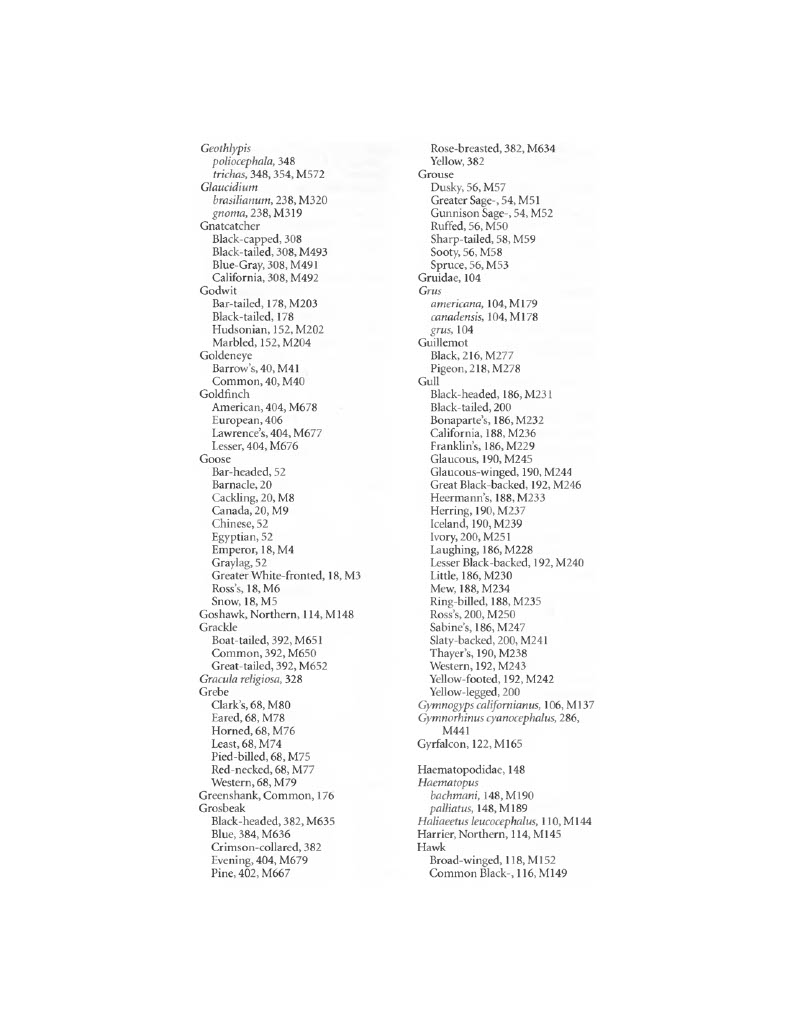 Geothlypis
poliocephala, 348
trichas, 348, 354, M572
Glaucidium
brasilianum, 238, M320
gnoma, 238, M319
Gnatcatcher
Black-capped, 308
Black-tailed, 308, M493
Blue-Gray, 308, M491
California, 308, M492
Godwit
Bar-tailed, 178, M203
Black-tailed, 178
Hudsonian, 152, M202
Marbled, 152, M204
Goldeneye
Barrow's, 40, M41
Common, 40, M40
Goldfinch
American, 404, M678
European, 406
Lawrence's, 404, M677
Lesser, 404, M676
Goose
Bar-headed, 52
Barnacle, 20
Cackling, 20, M8
Canada, 20, M9
Chinese, 52
Egyptian, 52
Emperor, 18, M4
Graylag, 52
Greater White-fronted, 18, M3
Ross's, 18, M6
Snow, 18, M5
Goshawk, Northern, 114, M148
Grackle
Boat-tailed, 392, M651
Common, 392, M650
Great-tailed, 392, M652
Gracula religiosa, 328
Grebe
Clark's, 68, M80
Eared, 68, M78
Horned, 68, M76
Least, 68, M74
Pied-billed, 68, M75
Red-necked, 68, M77
Western, 68, M79
Greenshank, Common, 176
Grosbeak
Black-headed, 382, M635
Blue, 384, M636
Crimson-collared, 382
Evening, 404, M679
Pine, 402, M667
Rose-breasted, 382, M634
Yellow, 382
Grouse
Dusky, 56, M57
Greater Sage-, 54, M51
Gunnison Sage-, 54, M52
Ruffed, 56, M50
Sharp-tailed, 58, M59
Sooty, 56, M58
Spruce, 56, M53
Gruidae, 104
Grus
americana, 104, M179
canadensis, 104, M178
grus, 104
Guillemot
Black, 216, M277
Pigeon, 218, M278
Gull
Black-headed, 186, M231
Black-tailed, 200
Bonaparte's, 186, M232
California, 188, M236
Franklin's, 186, M229
Glaucous, 190, M245
Glaucous-winged, 190, M244
Great Black-backed, 192, M246
Heermann's, 188, M233
Herring, 190, M237
Iceland, 190, M239
Ivory, 200, M251
Laughing, 186, M228
Lesser Black-backed, 192, M240
Little, 186, M230
Mew, 188, M234
Ring-billed, 188, M235
Ross's, 200, M250
Sabine's, 186, M247
Slaty-backed, 200, M241
Thayer's, 190, M238
Western, 192, M243
Yellow-footed, 192, M242
Yellow-legged, 200
Gymnogyps californianus, 106, M137
Gymnorhinus cyanocephalus, 286,
M441
Gyrfalcon, 122, M165
Haematopodidae, 148
Haematopus
bachmani, 148, M190
palliatus, 148, M189
Haliaeetus leucocephalus, 110, M144
Harrier, Northern, 114, M145
Hawk
Broad-winged, 118, M152
Common Black-, 116, M149